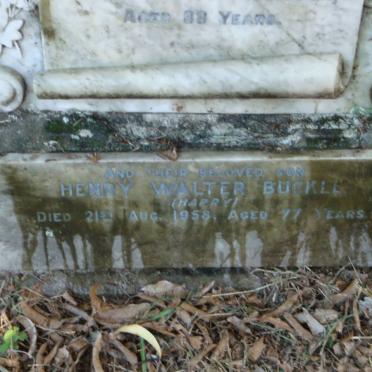 AGED 88 YEARS.
AND THEIR BELOVED SON
HENRY WALTER BUCKLE
(HARRY)
DIED 21ST AUG. 1958, AGED 77 YEARS.